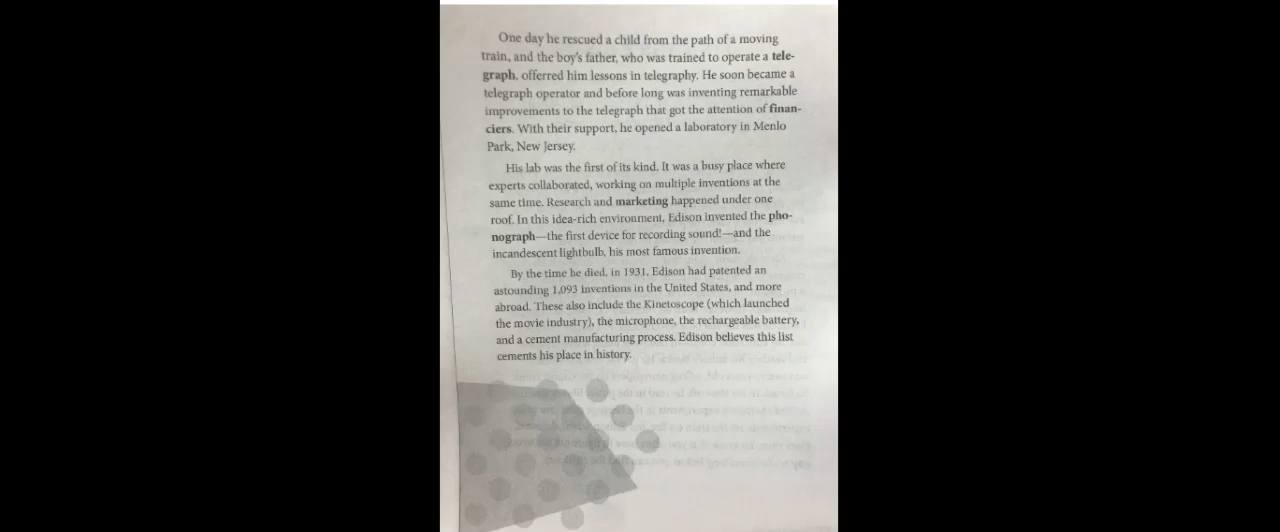 One day he rescued a child from the path of a moving
train, and the boy's father, who was trained to operate a tele-
graph, offerred him lessons in telegraphy. He soon became a
telegraph operator and before long was inventing remarkable
improvements to the telegraph that got the attention of finan-
ciers. With their support, he opened a laboratory in Menlo
Park, New Jersey.
His lab was the first of its kind. It was a busy place where
experts collaborated, working on multiple inventions at the
same time. Research and marketing happened under one
roof. In this idea-rich environment, Edison invented the pho-
nograph—the first device for recording sound!—and the
incandescent lightbulb, his most famous invention.
By the time he died, in 1931, Edison had patented an
astounding 1,093 inventions in the United States, and more
abroad. These also include the Kinetoscope (which launched
the movie industry), the microphone, the rechargeable battery,
and a cement manufacturing process. Edison believes this list
cements his place in history.